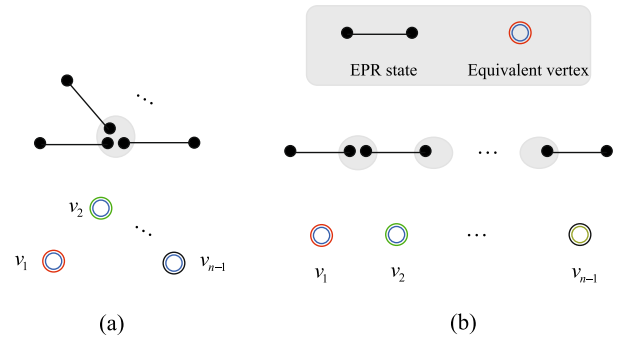 EPR state Equivalent vertex
...
...
v2
...
v1 vn−1
...
v1 v2 vn−1
(a) (b)